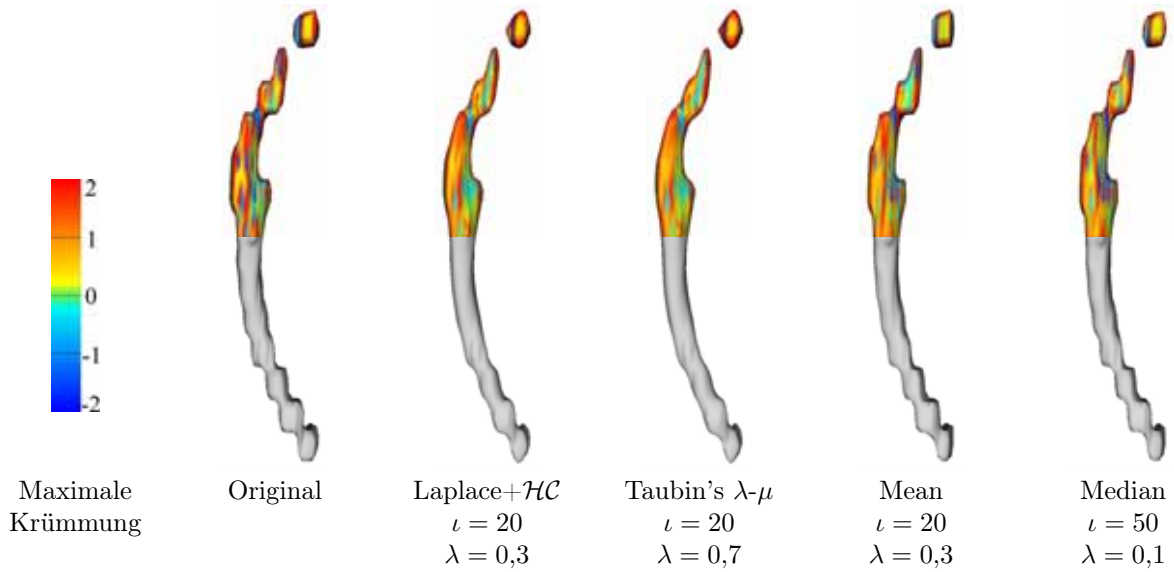 2
1
0
-1
-2
Maximale Krümmung
Original
Laplace+ℋ𝒞
ι = 20
λ = 0,3
Taubin's λ-μ
ι = 20
λ = 0,7
Mean
ι = 20
λ = 0,3
Median
ι = 50
λ = 0,1